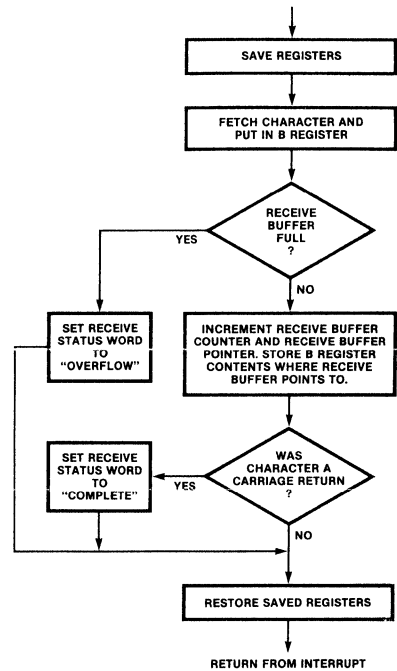 SAVE REGISTERS
FETCH CHARACTER AND
PUT IN B REGISTER
RECEIVE
BUFFER
FULL
?
YES
NO
SET RECEIVE
STATUS WORD
TO
"OVERFLOW"
INCREMENT RECEIVE BUFFER
COUNTER AND RECEIVE BUFFER
POINTER. STORE B REGISTER
CONTENTS WHERE RECEIVE
BUFFER POINTS TO.
WAS
CHARACTER A
CARRIAGE RETURN
?
YES
SET RECEIVE
STATUS WORD
TO
"COMPLETE"
NO
RESTORE SAVED REGISTERS
RETURN FROM INTERRUPT